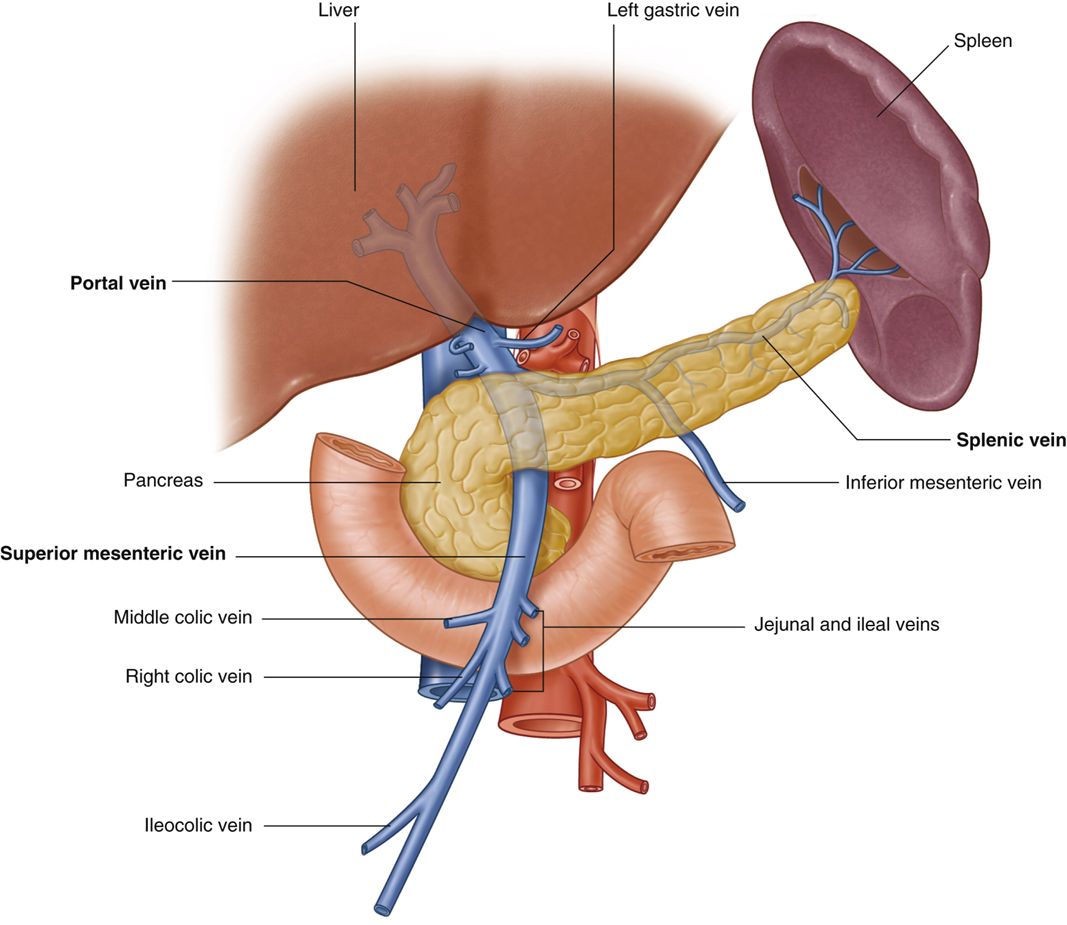 Liver
Left gastric vein
Spleen
Portal vein
Splenic vein
Pancreas
Inferior mesenteric vein
Superior mesenteric vein
Middle colic vein
Jejunal and ileal veins
Right colic vein
Ileocolic vein